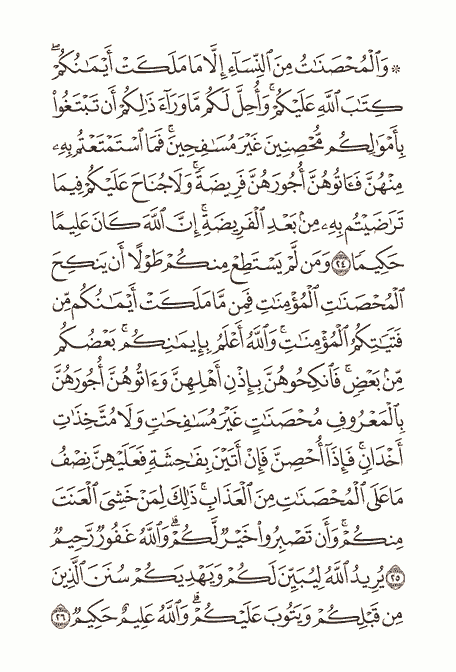 ۞ وَٱلْمُحْصَنَٰتُ مِنَ ٱلنِّسَآءِ إِلَّا مَا مَلَكَتْ أَيْمَٰنُكُمْ ۖ
كِتَٰبَ ٱللَّهِ عَلَيْكُمْ ۚ وَأُحِلَّ لَكُم مَّا وَرَآءَ ذَٰلِكُمْ أَن تَبْتَغُوا۟
بِأَمْوَٰلِكُم مُّحْصِنِينَ غَيْرَ مُسَٰفِحِينَ ۚ فَمَا ٱسْتَمْتَعْتُم بِهِۦ
مِنْهُنَّ فَـَٔاتُوهُنَّ أُجُورَهُنَّ فَرِيضَةً ۚ وَلَا جُنَاحَ عَلَيْكُمْ فِيمَا
تَرَٰضَيْتُم بِهِۦ مِنۢ بَعْدِ ٱلْفَرِيضَةِ ۚ إِنَّ ٱللَّهَ كَانَ عَلِيمًا
حَكِيمًا ٢٤ وَمَن لَّمْ يَسْتَطِعْ مِنكُمْ طَوْلًا أَن يَنكِحَ
ٱلْمُحْصَنَٰتِ ٱلْمُؤْمِنَٰتِ فَمِن مَّا مَلَكَتْ أَيْمَٰنُكُم مِّن
فَتَيَٰتِكُمُ ٱلْمُؤْمِنَٰتِ ۚ وَٱللَّهُ أَعْلَمُ بِإِيمَٰنِكُم ۚ بَعْضُكُم
مِّنۢ بَعْضٍ ۚ فَٱنكِحُوهُنَّ بِإِذْنِ أَهْلِهِنَّ وَءَاتُوهُنَّ أُجُورَهُنَّ
بِٱلْمَعْرُوفِ مُحْصَنَٰتٍ غَيْرَ مُسَٰفِحَٰتٍ وَلَا مُتَّخِذَٰتِ
أَخْدَانٍ ۚ فَإِذَآ أُحْصِنَّ فَإِنْ أَتَيْنَ بِفَٰحِشَةٍ فَعَلَيْهِنَّ نِصْفُ
مَا عَلَى ٱلْمُحْصَنَٰتِ مِنَ ٱلْعَذَابِ ۚ ذَٰلِكَ لِمَنْ خَشِىَ ٱلْعَنَتَ
مِنكُمْ ۚ وَأَن تَصْبِرُوا۟ خَيْرٌ لَّكُمْ ۗ وَٱللَّهُ غَفُورٌ رَّحِيمٌ
٢٥ يُرِيدُ ٱللَّهُ لِيُبَيِّنَ لَكُمْ وَيَهْدِيَكُمْ سُنَنَ ٱلَّذِينَ
مِن قَبْلِكُمْ وَيَتُوبَ عَلَيْكُمْ ۗ وَٱللَّهُ عَلِيمٌ حَكِيمٌ ٢٦